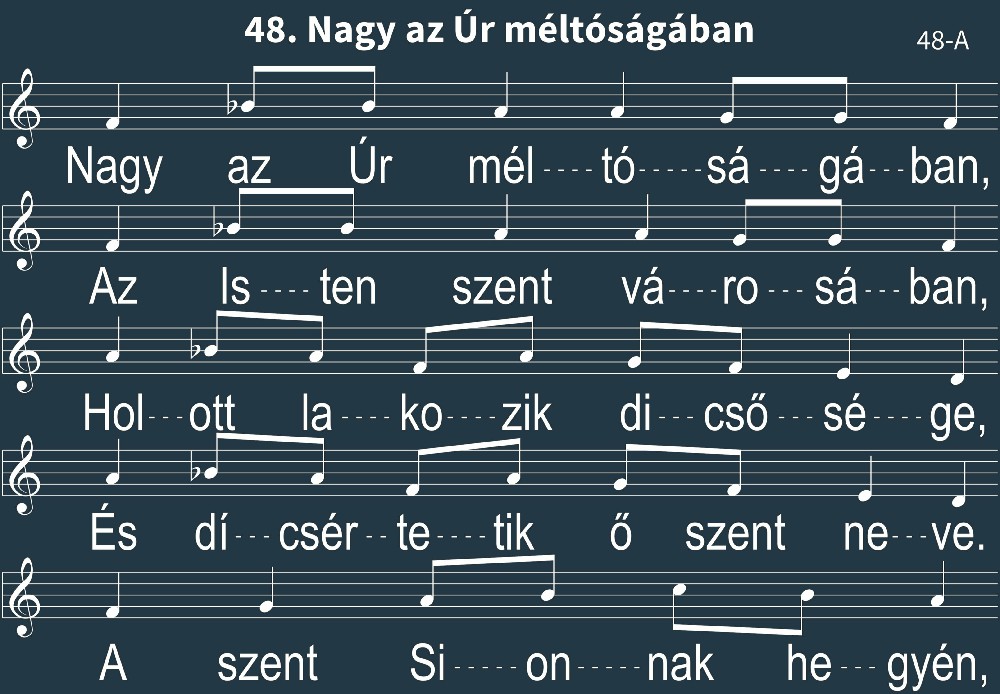 48. Nagy az Úr méltóságában
48-A
Nagy az Úr mél----tó-----sá----gá---ban,
Az Is----ten szent vá----ro---sá---ban,
Hol---ott la----ko----zik di---cső---sé----ge,
És dí---csér--te----tik ő szent ne---ve.
A szent Si-----on-----nak he---gyén,